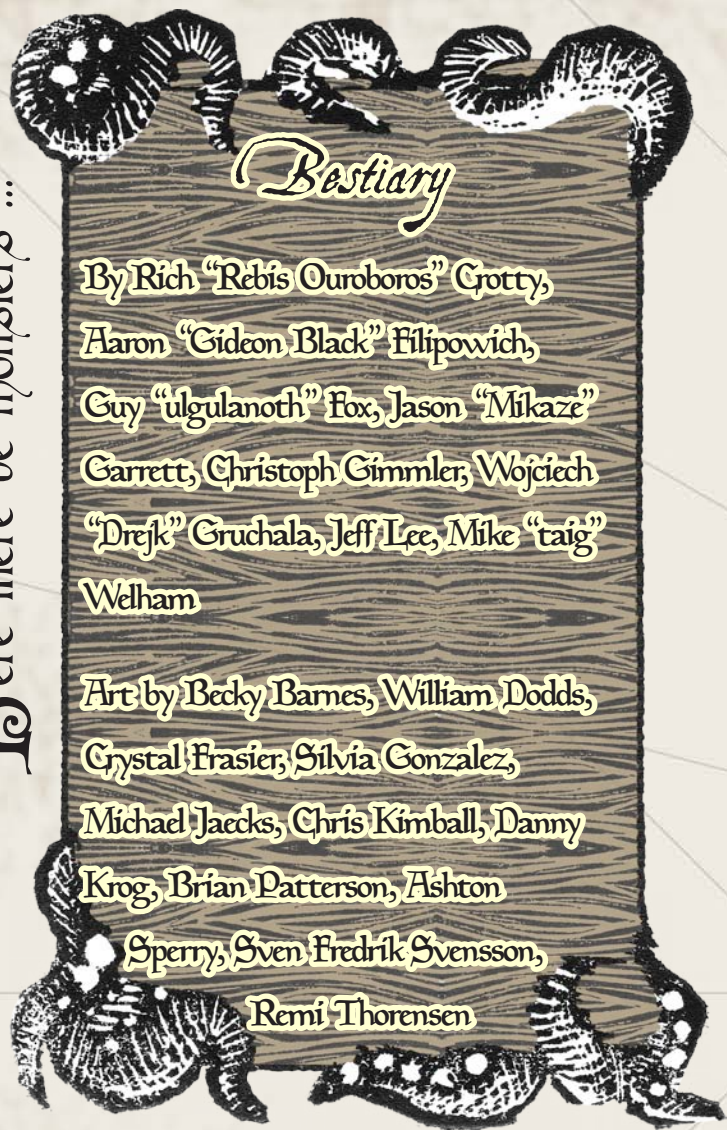 Bestiary
By Rich “Rebis Ouroboros” Crotty,
Aaron “Gideon Black” Filipowich,
Guy “ulgulanoth” Fox, Jason “Mikaze”
Garrett, Christoph Gimmler, Wojciech
“Drejk” Gruchala, Jeff Lee, Mike “taig”
Welham
Art by Becky Barnes, William Dodds,
Crystal Frasier, Silvia Gonzalez,
Michael Jaecks, Chris Kimball, Danny
Krog, Brian Patterson, Ashton
Sperry, Sven Fredrik Svensson,
Remi Thorensen
there be monsters ...